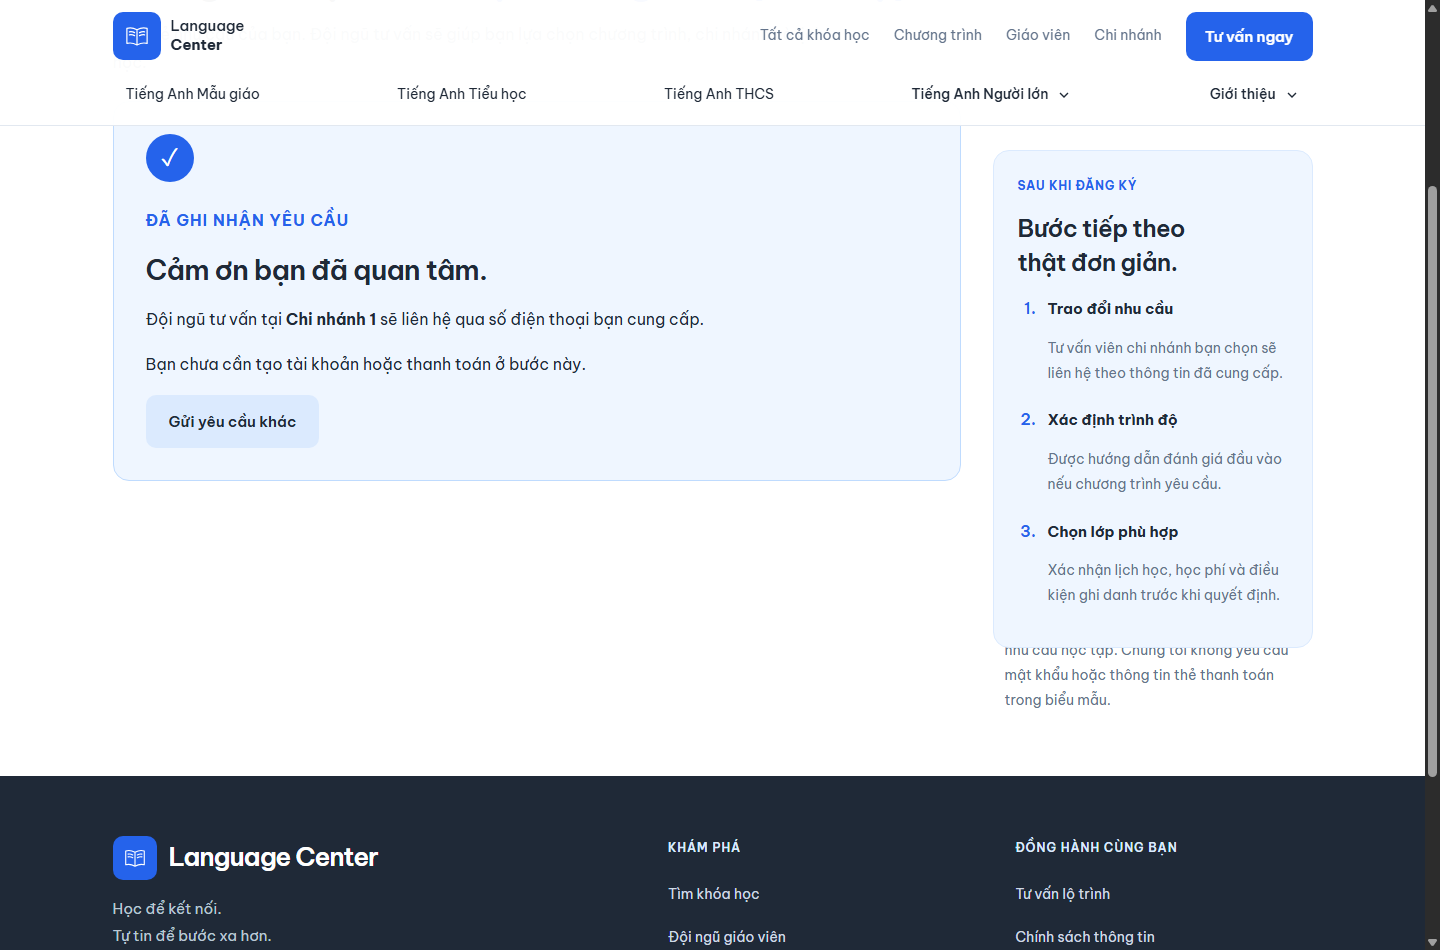 Language
Center
Tất cả khóa học
Chương trình
Giáo viên
Chi nhánh
Tư vấn ngay
Tiếng Anh Mẫu giáo
Tiếng Anh Tiểu học
Tiếng Anh THCS
Tiếng Anh Người lớn
Giới thiệu
ĐÃ GHI NHẬN YÊU CẦU
Cảm ơn bạn đã quan tâm.
Đội ngũ tư vấn tại Chi nhánh 1 sẽ liên hệ qua số điện thoại bạn cung cấp.
Bạn chưa cần tạo tài khoản hoặc thanh toán ở bước này.
Gửi yêu cầu khác
SAU KHI ĐĂNG KÝ
Bước tiếp theo
thật đơn giản.
1. Trao đổi nhu cầu
Tư vấn viên chi nhánh bạn chọn sẽ
liên hệ theo thông tin đã cung cấp.
2. Xác định trình độ
Được hướng dẫn đánh giá đầu vào
nếu chương trình yêu cầu.
3. Chọn lớp phù hợp
Xác nhận lịch học, học phí và điều
kiện ghi danh trước khi quyết định.
nhu cầu học tập. Chúng tôi không yêu cầu
mật khẩu hoặc thông tin thẻ thanh toán
trong biểu mẫu.
Language Center
Học để kết nối.
Tự tin để bước xa hơn.
KHÁM PHÁ
Tìm khóa học
Đội ngũ giáo viên
ĐỒNG HÀNH CÙNG BẠN
Tư vấn lộ trình
Chính sách thông tin